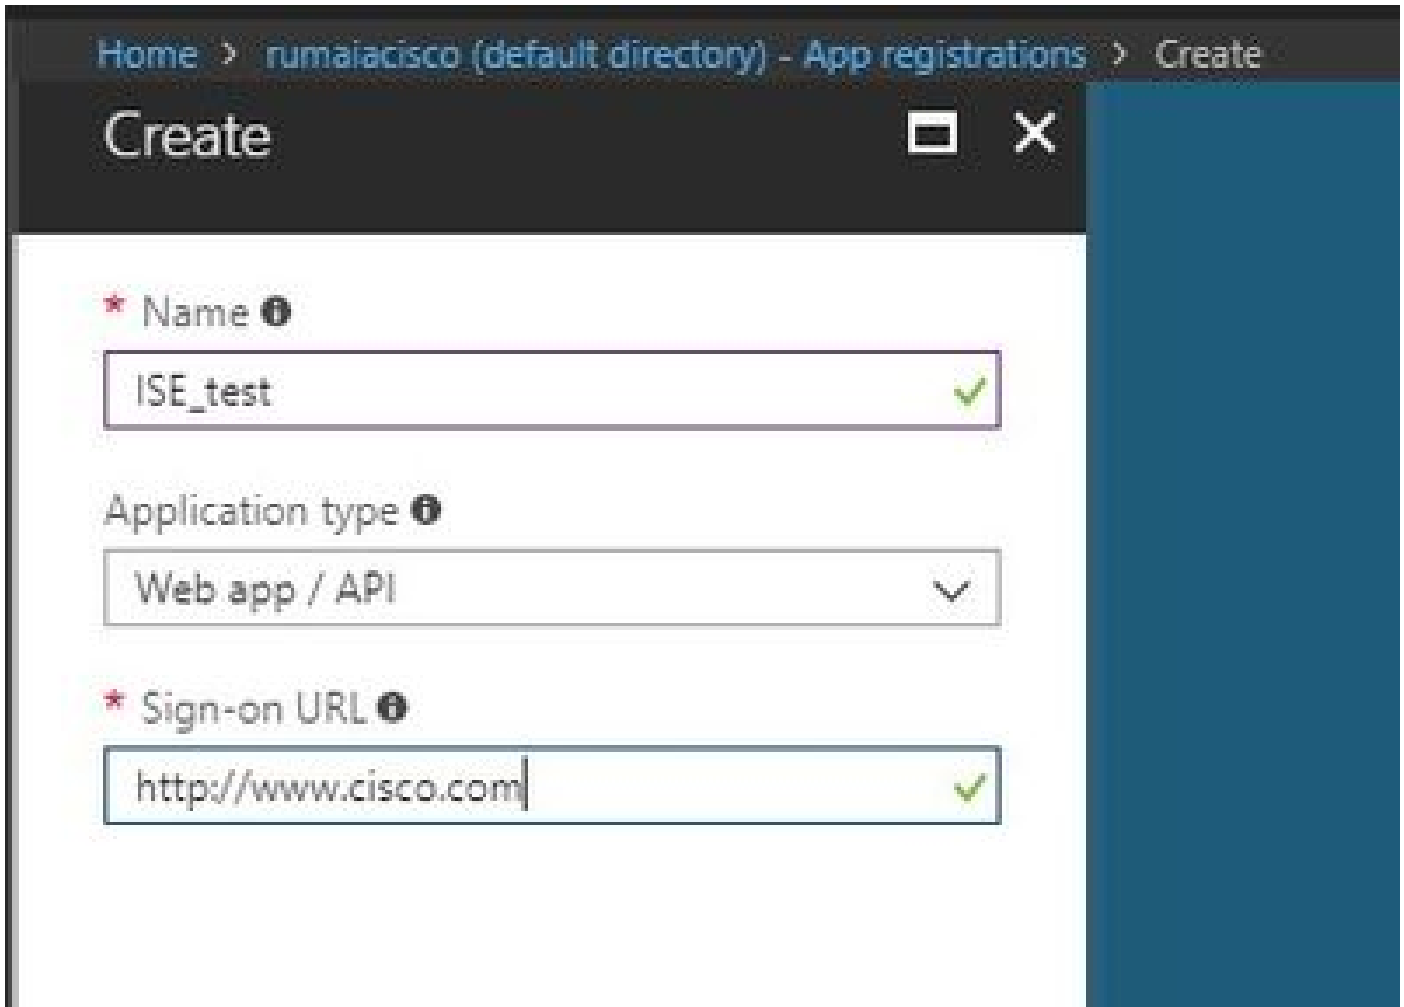 Home > rumaiacisco (default directory) - App registrations > Create
Create
* Name
ISE_test
Application type
Web app / API
* Sign-on URL
http://www.cisco.com